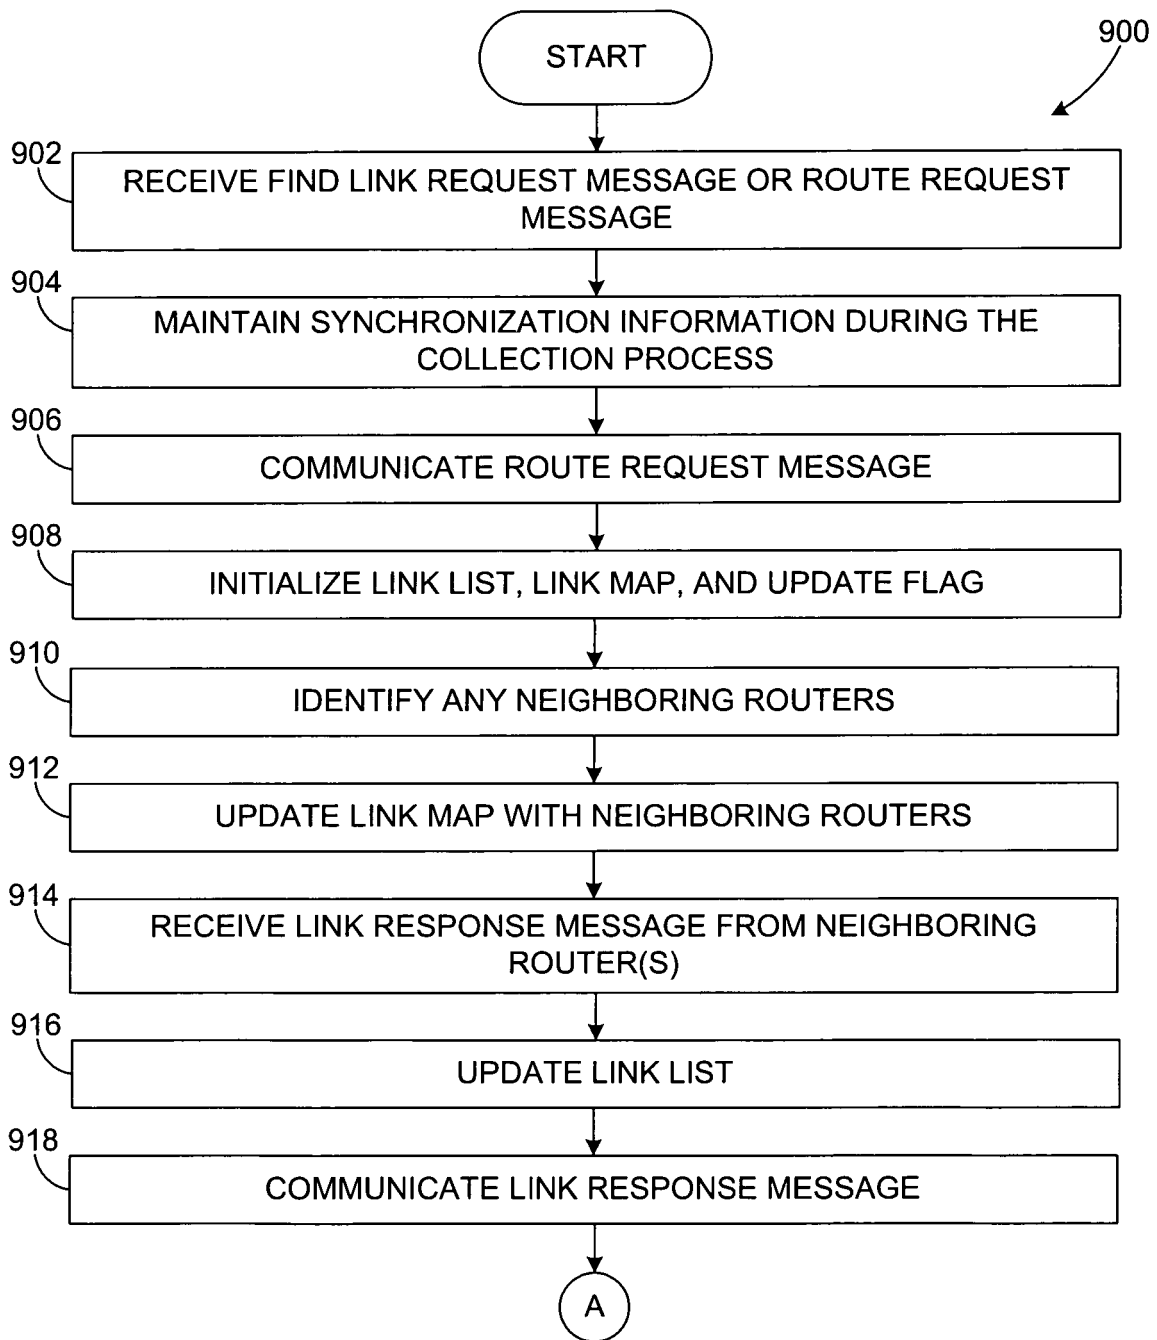 START
900
902
RECEIVE FIND LINK REQUEST MESSAGE OR ROUTE REQUEST
MESSAGE
904
MAINTAIN SYNCHRONIZATION INFORMATION DURING THE
COLLECTION PROCESS
906
COMMUNICATE ROUTE REQUEST MESSAGE
908
INITIALIZE LINK LIST, LINK MAP, AND UPDATE FLAG
910
IDENTIFY ANY NEIGHBORING ROUTERS
912
UPDATE LINK MAP WITH NEIGHBORING ROUTERS
914
RECEIVE LINK RESPONSE MESSAGE FROM NEIGHBORING
ROUTER(S)
916
UPDATE LINK LIST
918
COMMUNICATE LINK RESPONSE MESSAGE
A